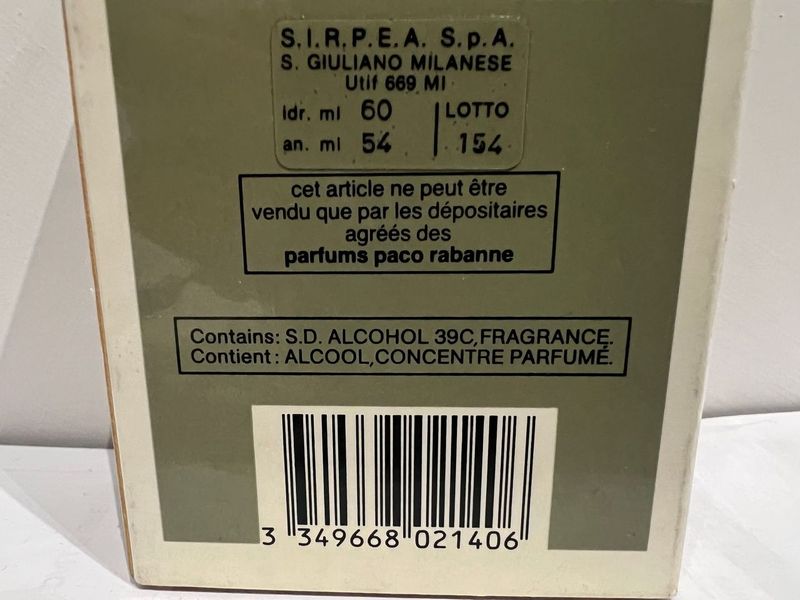 S.I.R.P.E.A. S.p.A.
S. GIULIANO MILANESE
Utif 669 MI
idr. ml 60 LOTTO
an. ml 54 154
cet article ne peut être
vendu que par les dépositaires
agréés des
parfums paco rabanne
Contains: S.D. ALCOHOL 39C,FRAGRANCE.
Contient: ALCOOL,CONCENTRE PARFUMÉ.
3 349668 021406